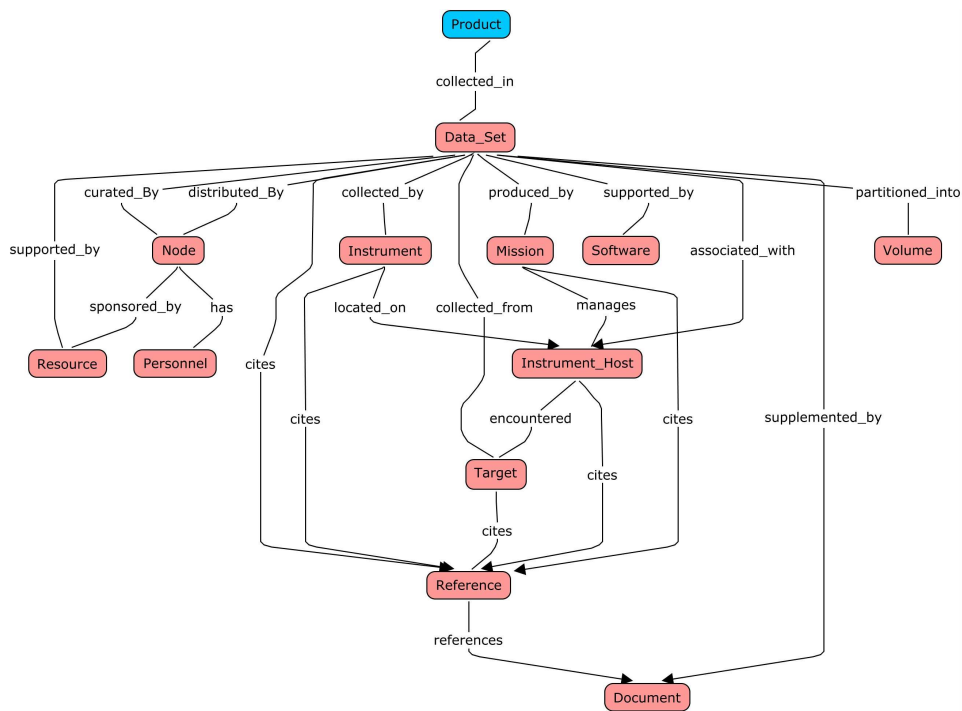 Product
collected_in
Data_Set
curated_By
distributed_By
collected_by
produced_by
supported_by
partitioned_into
supported_by
Node
Instrument
Mission
Software
associated_with
Volume
sponsored_by
has
located_on
collected_from
manages
Resource
Personnel
cites
Instrument_Host
cites
encountered
cites
supplemented_by
Target
cites
cites
Reference
references
Document